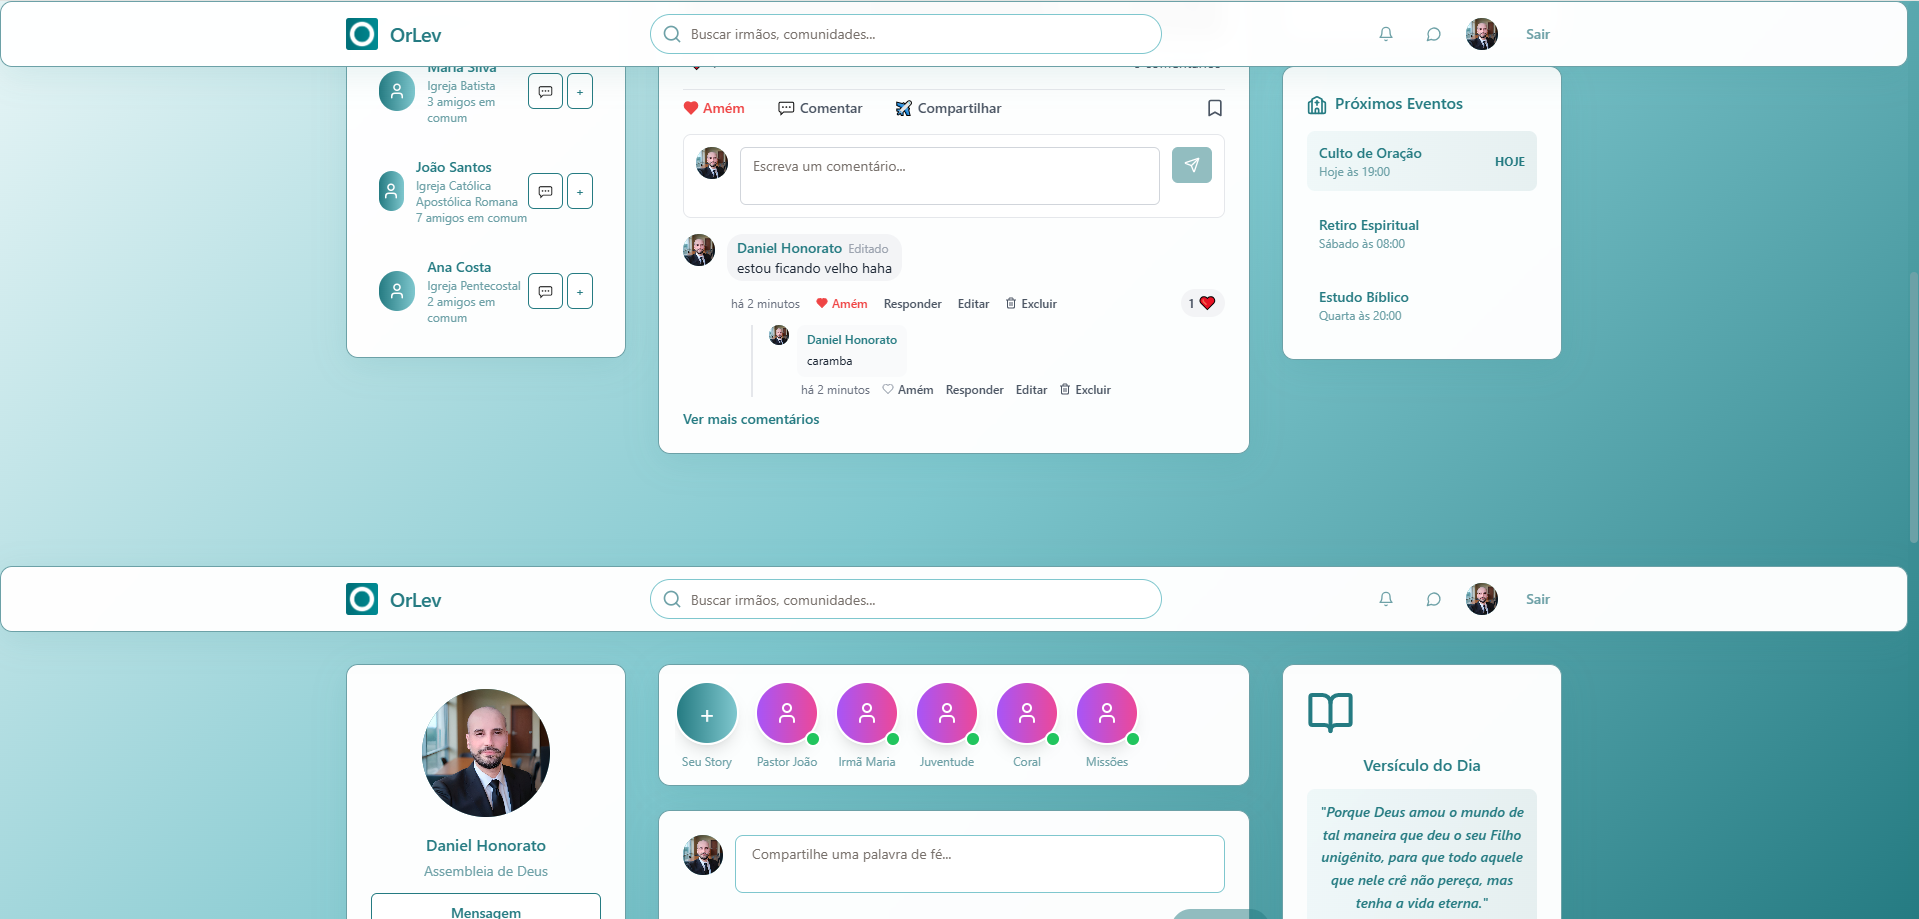 OrLev
Buscar irmãos, comunidades...
Sair
Maria Silva
Igreja Batista
3 amigos em
comum
+
João Santos
Igreja Católica
Apostólica Romana
7 amigos em comum
+
Ana Costa
Igreja Pentecostal
2 amigos em
comum
+
Amém
Comentar
Compartilhar
Escreva um comentário...
Daniel Honorato Editado
estou ficando velho haha
há 2 minutos
Amém
Responder
Editar
Excluir
1
Daniel Honorato
caramba
há 2 minutos
Amém
Responder
Editar
Excluir
Ver mais comentários
Próximos Eventos
Culto de Oração
Hoje às 19:00
HOJE
Retiro Espiritual
Sábado às 08:00
Estudo Bíblico
Quarta às 20:00
OrLev
Buscar irmãos, comunidades...
Sair
Daniel Honorato
Assembleia de Deus
Mensagem
+
Seu Story
Pastor João
Irmã Maria
Juventude
Coral
Missões
Compartilhe uma palavra de fé...
Versículo do Dia
"Porque Deus amou o mundo de
tal maneira que deu o seu Filho
unigênito, para que todo aquele
que nele crê não pereça, mas
tenha a vida eterna."